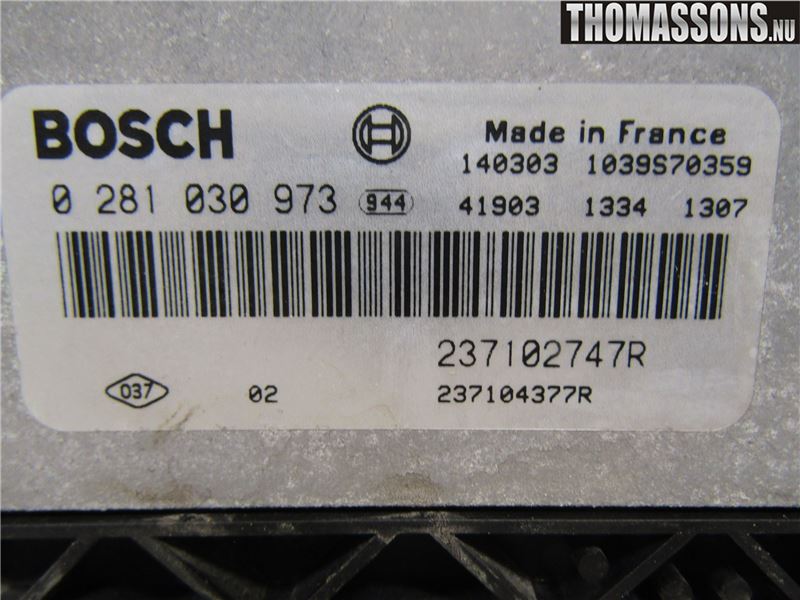 THOMASSONS.NU
BOSCH Made in France
140303 1039S70359
0 281 030 973 944 41903 1334 1307
237102747R
037 02 237104377R